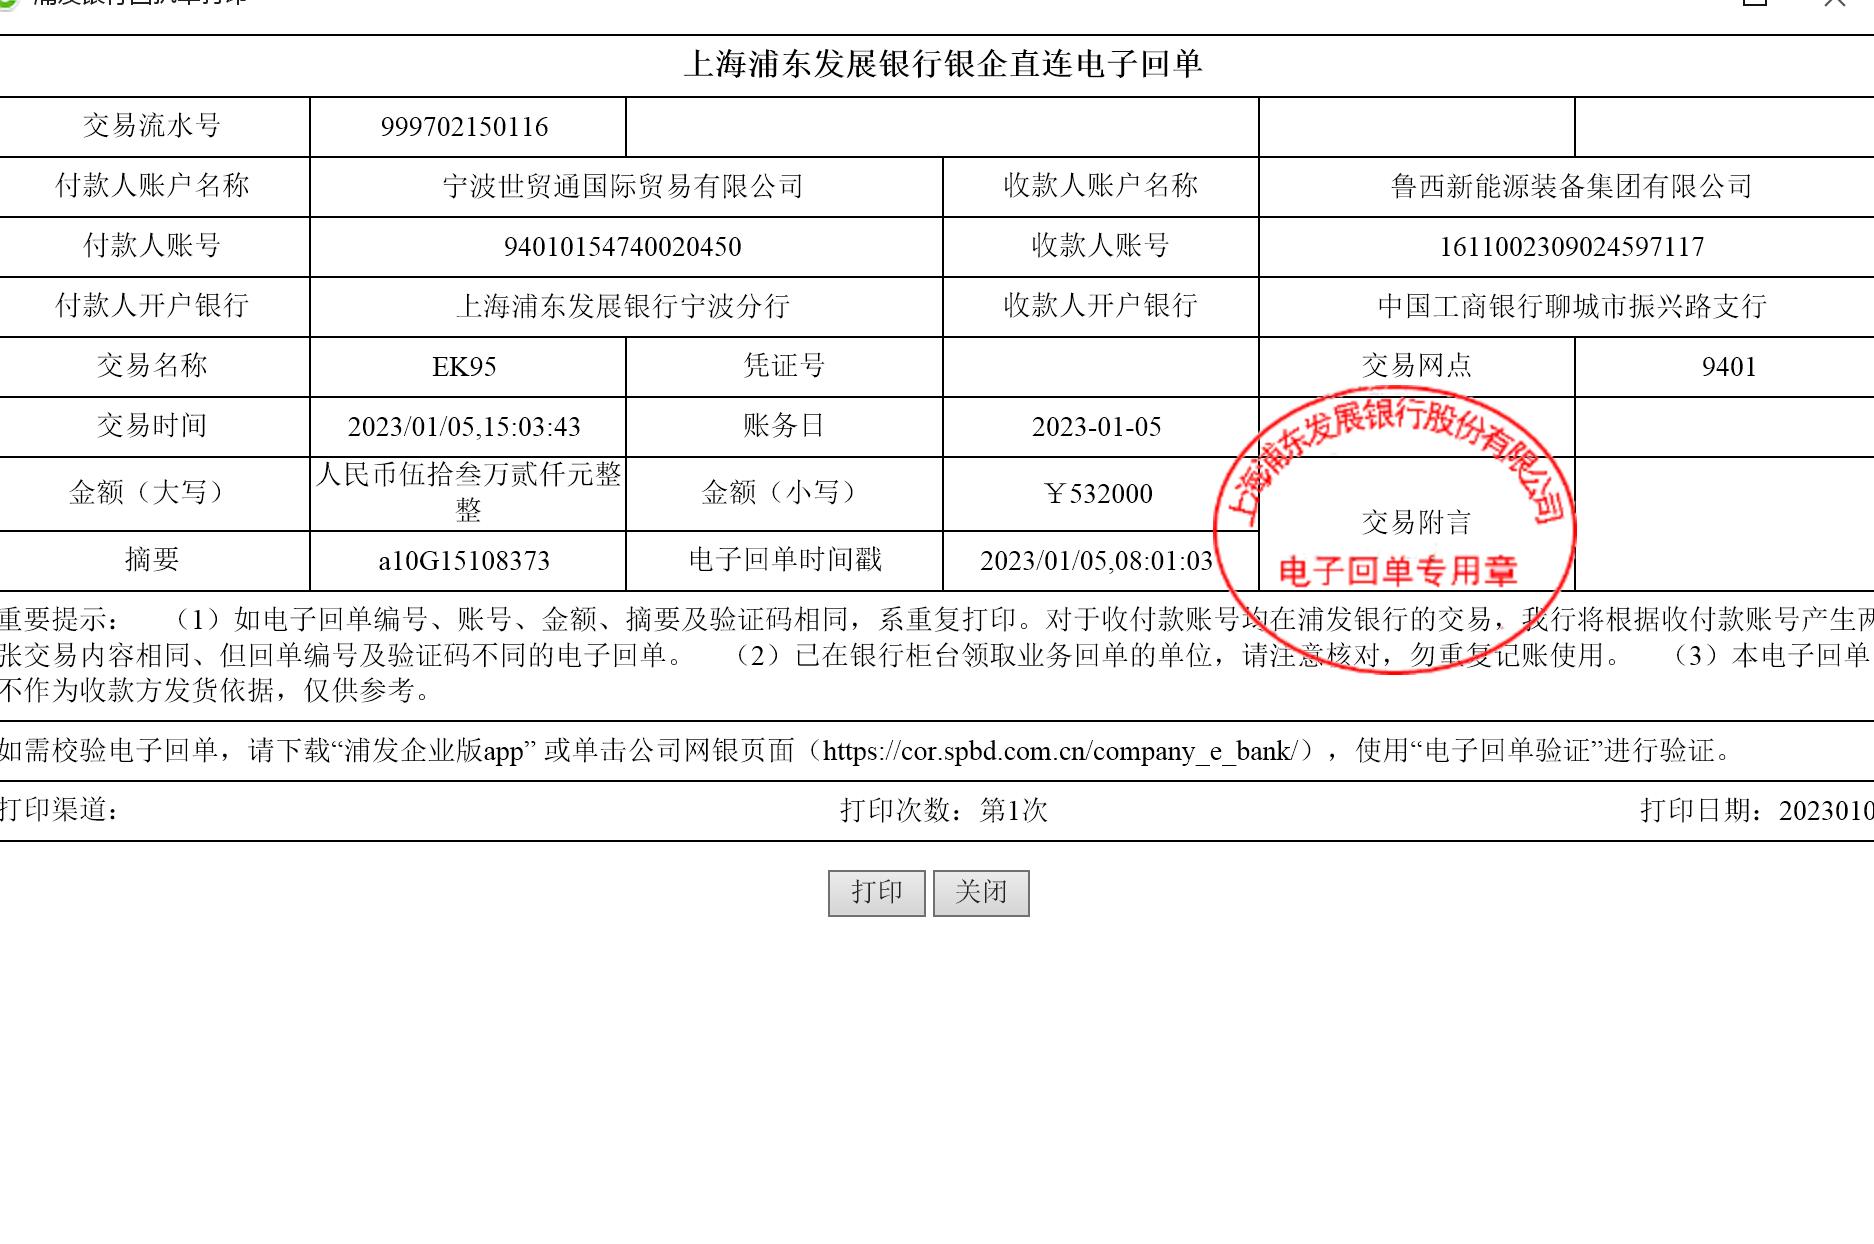 上海浦东发展银行银企直连电子回单
交易流水号 999702150116
付款人账户名称 宁波世贸通国际贸易有限公司 收款人账户名称 鲁西新能源装备集团有限公司
付款人账号 94010154740020450 收款人账号 1611002309024597117
付款人开户银行 上海浦东发展银行宁波分行 收款人开户银行 中国工商银行聊城市振兴路支行
交易名称 EK95 凭证号 交易网点 9401
交易时间 2023/01/05,15:03:43 账务日 2023-01-05
金额（大写） 人民币伍拾叁万贰仟元整
整
金额（小写） ￥532000
交易附言
摘要 a10G15108373 电子回单时间戳 2023/01/05,08:01:03
上海浦东发展银行股份有限公司
电子回单专用章
重要提示： （1）如电子回单编号、账号、金额、摘要及验证码相同，系重复打印。对于收付款账号均在浦发银行的交易，我行将根据收付款账号产生两
张交易内容相同、但回单编号及验证码不同的电子回单。 （2）已在银行柜台领取业务回单的单位，请注意核对，勿重复记账使用。 （3）本电子回单
不作为收款方发货依据，仅供参考。
如需校验电子回单，请下载“浦发企业版app” 或单击公司网银页面（https://cor.spbd.com.cn/company_e_bank/），使用“电子回单验证”进行验证。
打印渠道： 打印次数：第1次 打印日期：2023010
打印 关闭